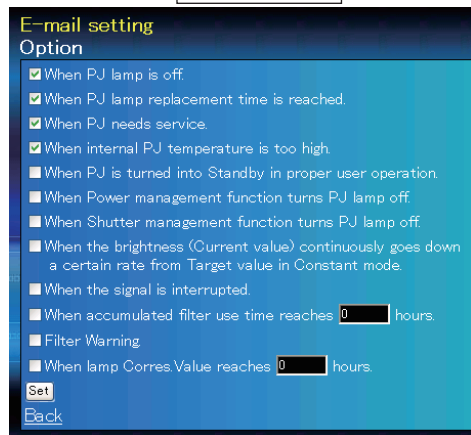 E-mail setting
Option
When PJ lamp is off.
When PJ lamp replacement time is reached.
When PJ needs service.
When internal PJ temperature is too high.
When PJ is turned into Standby in proper user operation.
When Power management function turns PJ lamp off.
When Shutter management function turns PJ lamp off.
When the brightness (Current value) continuously goes down
a certain rate from Target value in Constant mode.
When the signal is interrupted.
When accumulated filter use time reaches 0 hours.
Filter Warning.
When lamp Corres.Value reaches 0 hours.
Set
Back